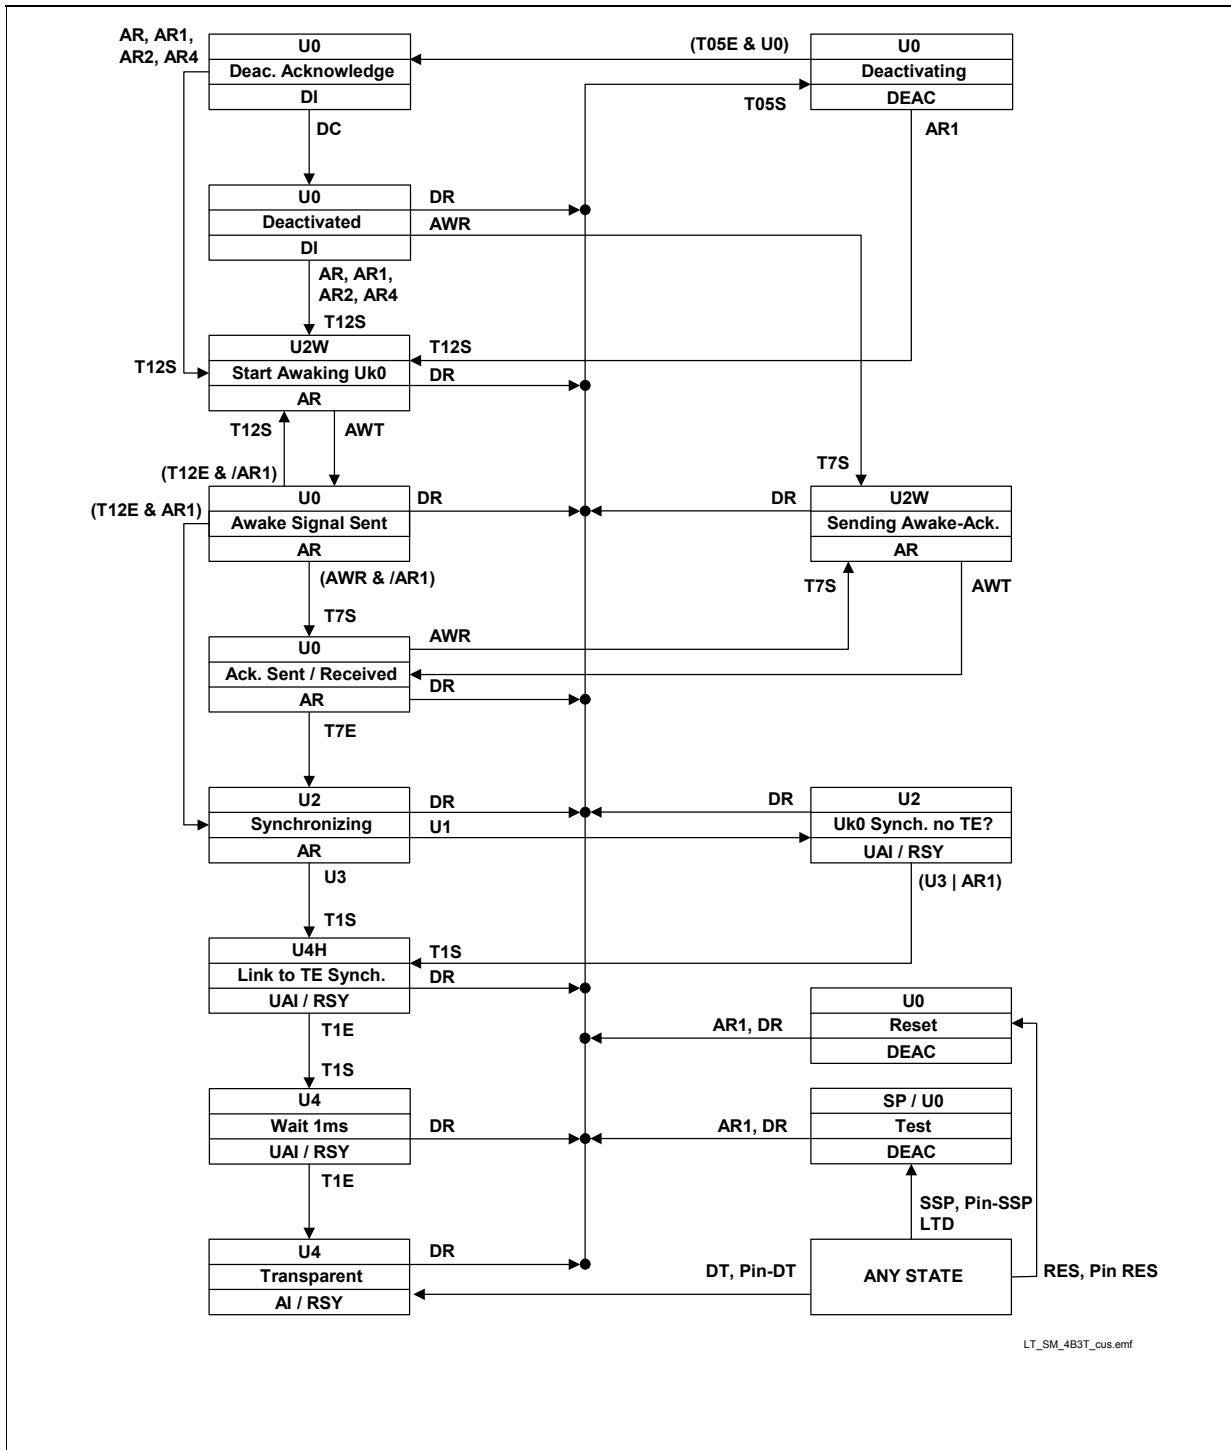 AR, AR1,
AR2, AR4
U0
Deac. Acknowledge
DI
(T05E & U0)
U0
Deactivating
DEAC
T05S
DC
AR1
U0
Deactivated
DI
DR
AWR
AR, AR1,
AR2, AR4
T12S
T12S
U2W
Start Awaking Uk0
AR
T12S
DR
T12S
AWT
(T12E & /AR1)
(T12E & AR1)
U0
Awake Signal Sent
AR
DR
DR
T7S
U2W
Sending Awake-Ack.
AR
(AWR & /AR1)
T7S
T7S
AWT
U0
Ack. Sent / Received
AR
AWR
DR
T7E
U2
Synchronizing
AR
DR
U1
DR
U2
Uk0 Synch. no TE?
UAI / RSY
U3
T1S
(U3 | AR1)
U4H
Link to TE Synch.
UAI / RSY
T1S
DR
T1E
T1S
AR1, DR
U0
Reset
DEAC
U4
Wait 1ms
UAI / RSY
DR
AR1, DR
SP / U0
Test
DEAC
T1E
SSP, Pin-SSP
LTD
U4
Transparent
AI / RSY
DR
DT, Pin-DT
ANY STATE
RES, Pin RES
LT_SM_4B3T_cus.emf